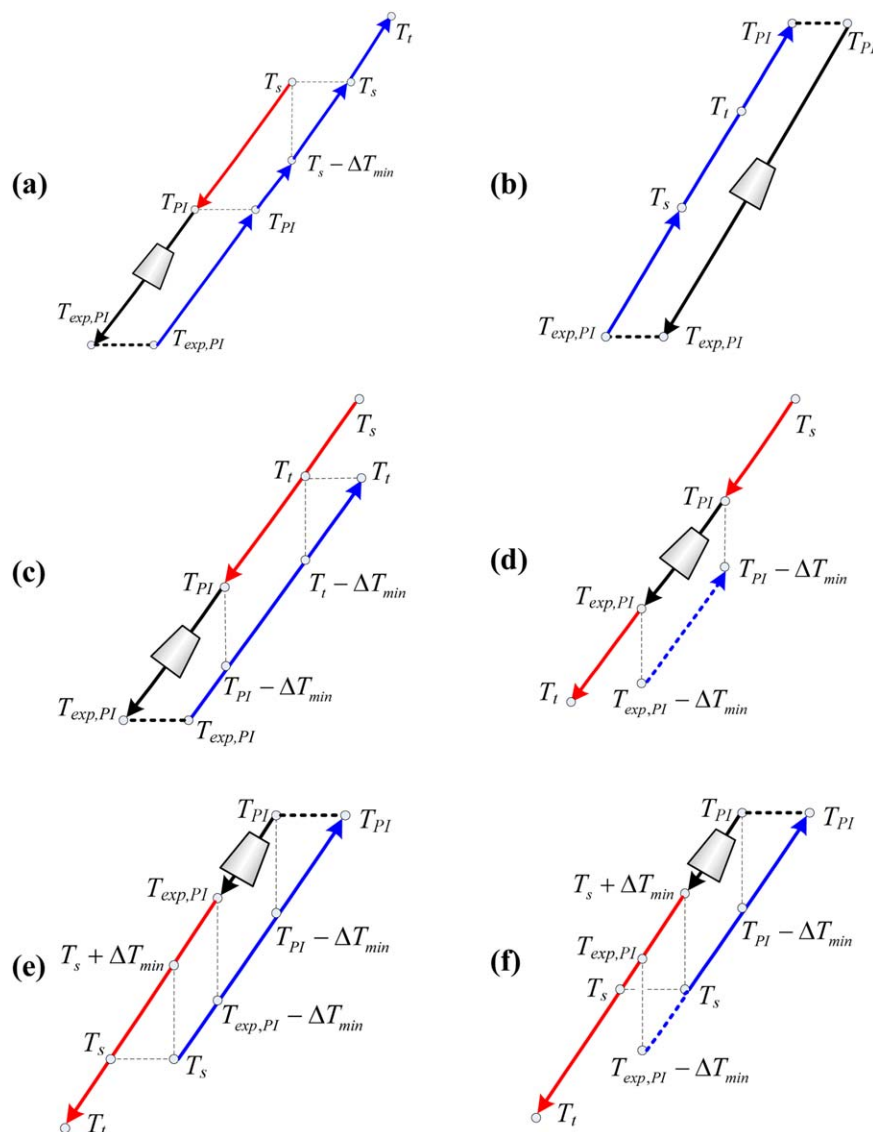 T_t
T_s
T_s
T_s − ΔT_min
(a)
T_PI
T_PI
T_exp,PI
T_exp,PI
T_PI
T_PI
T_t
(b)
T_s
T_exp,PI
T_exp,PI
T_s
T_t
T_t
(c)
T_PI
T_t − ΔT_min
T_PI − ΔT_min
T_exp,PI
T_exp,PI
T_s
T_PI
(d)
T_PI − ΔT_min
T_exp,PI
T_t
T_exp,PI − ΔT_min
T_PI
T_PI
T_exp,PI
T_PI − ΔT_min
T_s + ΔT_min
(e)
T_exp,PI − ΔT_min
T_s
T_s
T_t
T_PI
T_PI
T_s + ΔT_min
T_PI − ΔT_min
T_exp,PI
(f)
T_s
T_s
T_exp,PI − ΔT_min
T_t